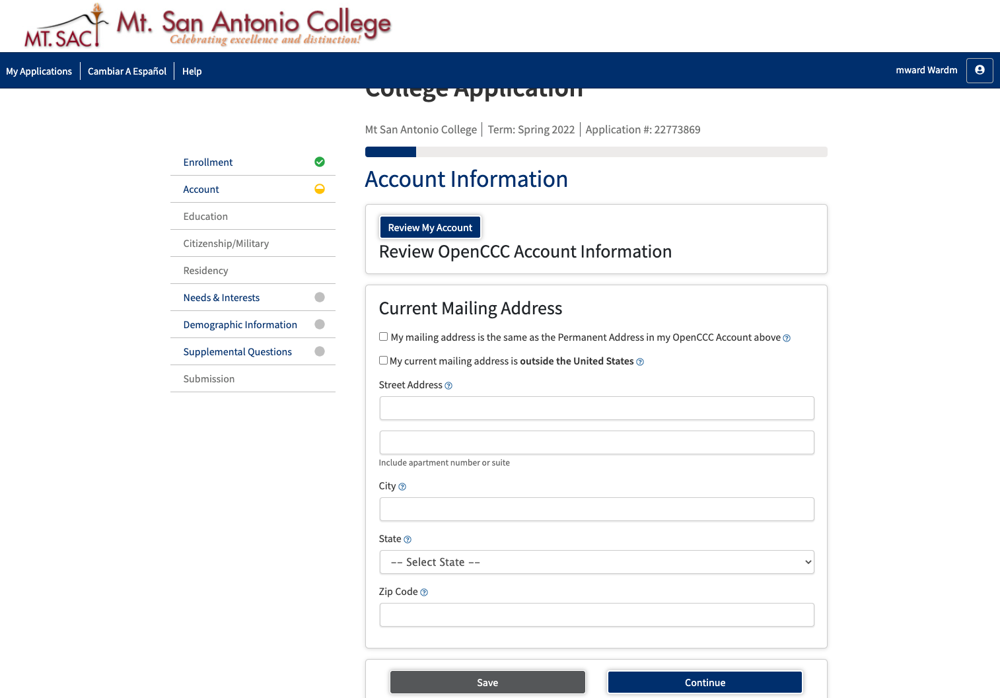 MT. SAC
Mt. San Antonio College
Celebrating excellence and distinction!
My Applications
Cambiar A Español
Help
mward Wardm
College Application
Mt San Antonio College
Term: Spring 2022
Application #: 22773869
Enrollment
Account
Education
Citizenship/Military
Residency
Needs & Interests
Demographic Information
Supplemental Questions
Submission
Account Information
Review My Account
Review OpenCCC Account Information
Current Mailing Address
My mailing address is the same as the Permanent Address in my OpenCCC Account above
My current mailing address is outside the United States
Street Address
Include apartment number or suite
City
State
-- Select State --
Zip Code
Save
Continue